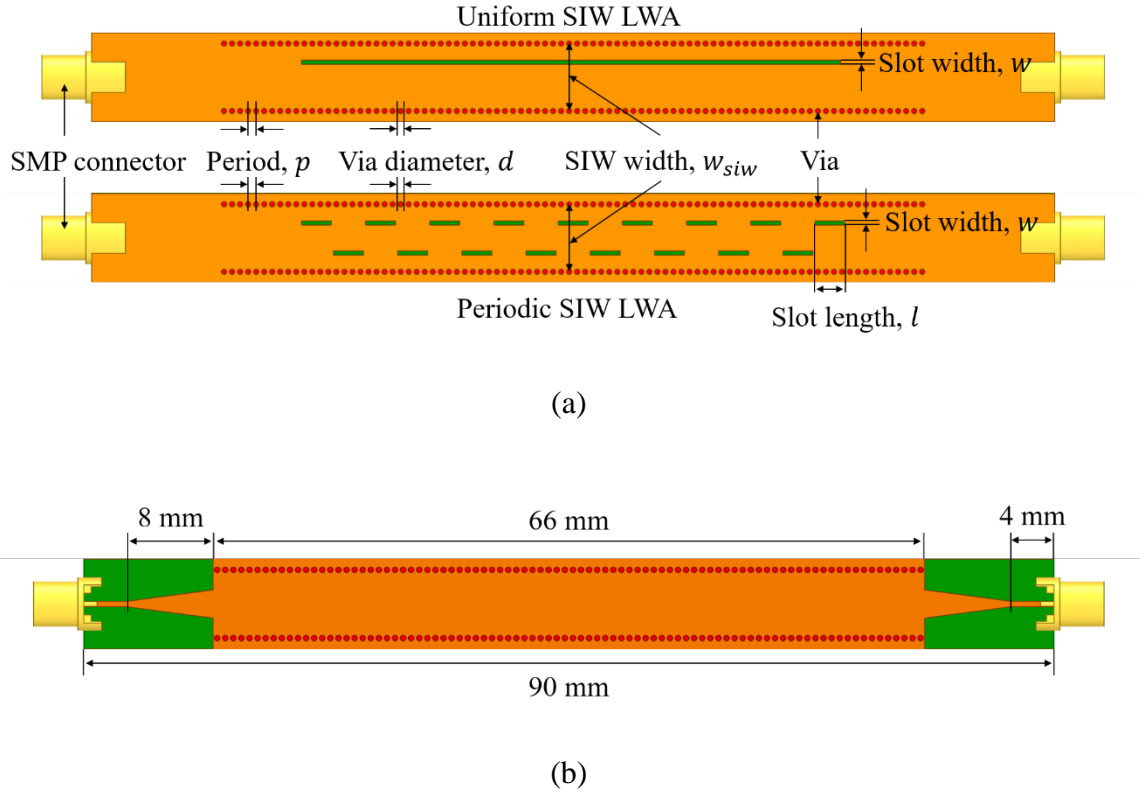 Uniform SIW LWA
Slot width, w
SMP connector
Period, p
Via diameter, d
SIW width, w_siw
Via
Slot width, w
Periodic SIW LWA
Slot length, l
(a)
8 mm
66 mm
4 mm
90 mm
(b)